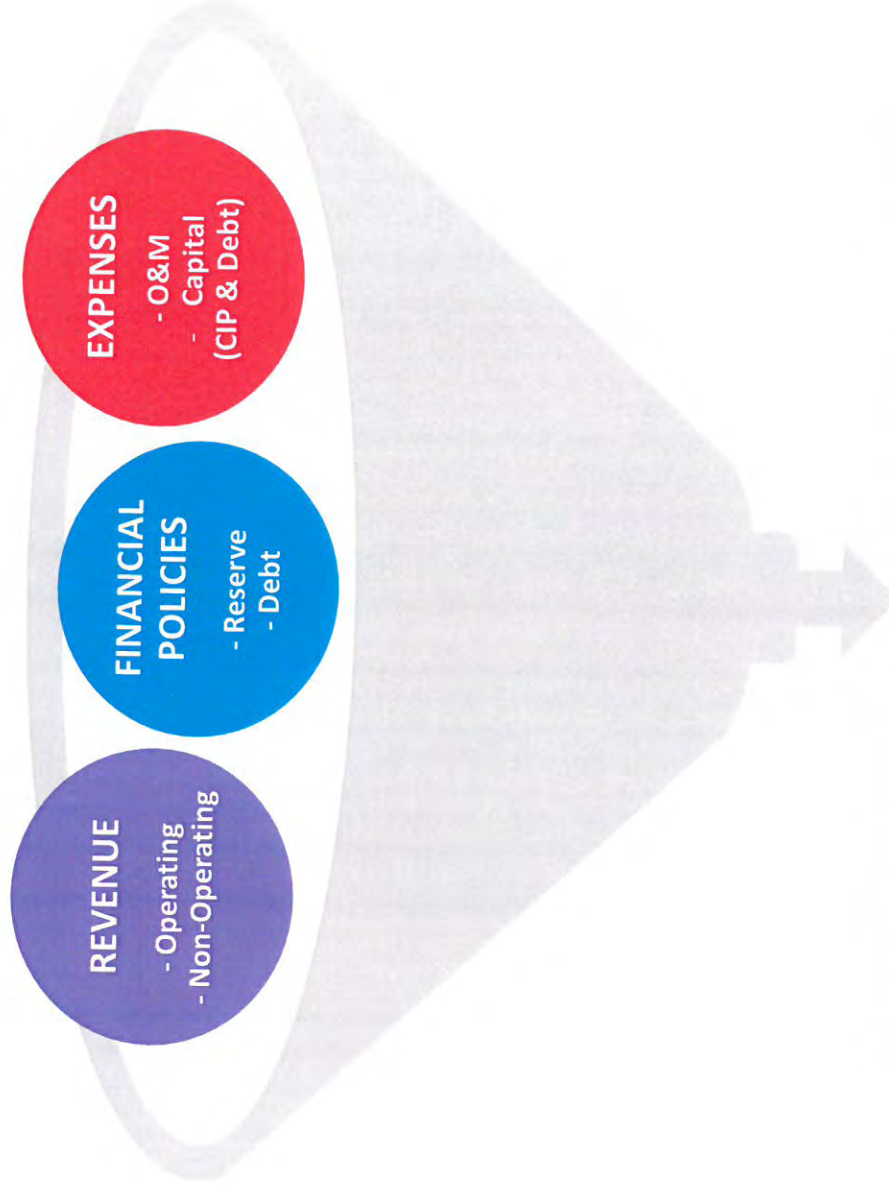 REVENUE
- Operating
- Non-Operating
FINANCIAL
POLICIES
- Reserve
- Debt
EXPENSES
- O&M
- Capital
(CIP & Debt)